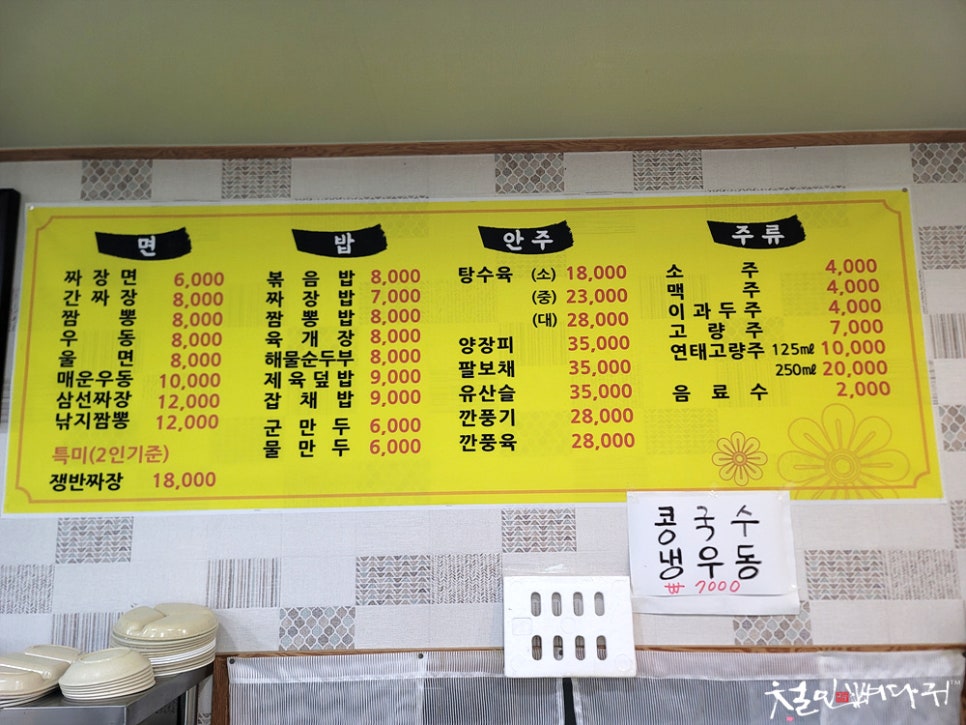 면
짜장면 6,000
간짜장 8,000
짬뽕 8,000
우동 8,000
울면 8,000
매운우동 10,000
삼선짜장 12,000
낚지짬뽕 12,000
특미(2인기준)
쟁반짜장 18,000
밥
볶음밥 8,000
짜장밥 7,000
짬뽕밥 8,000
육개장 8,000
해물순두부 8,000
제육덮밥 9,000
잡채밥 9,000
군만두 6,000
물만두 6,000
안주
탕수육 (소) 18,000
(중) 23,000
(대) 28,000
양장피 35,000
팔보채 35,000
유산슬 35,000
깐풍기 28,000
깐풍육 28,000
주류
소주 4,000
맥주 4,000
이과두주 4,000
고량주 7,000
연태고량주 125㎖ 10,000
250㎖ 20,000
음료수 2,000
콩국수
냉우동
₩ 7000
철인뼈다귀™